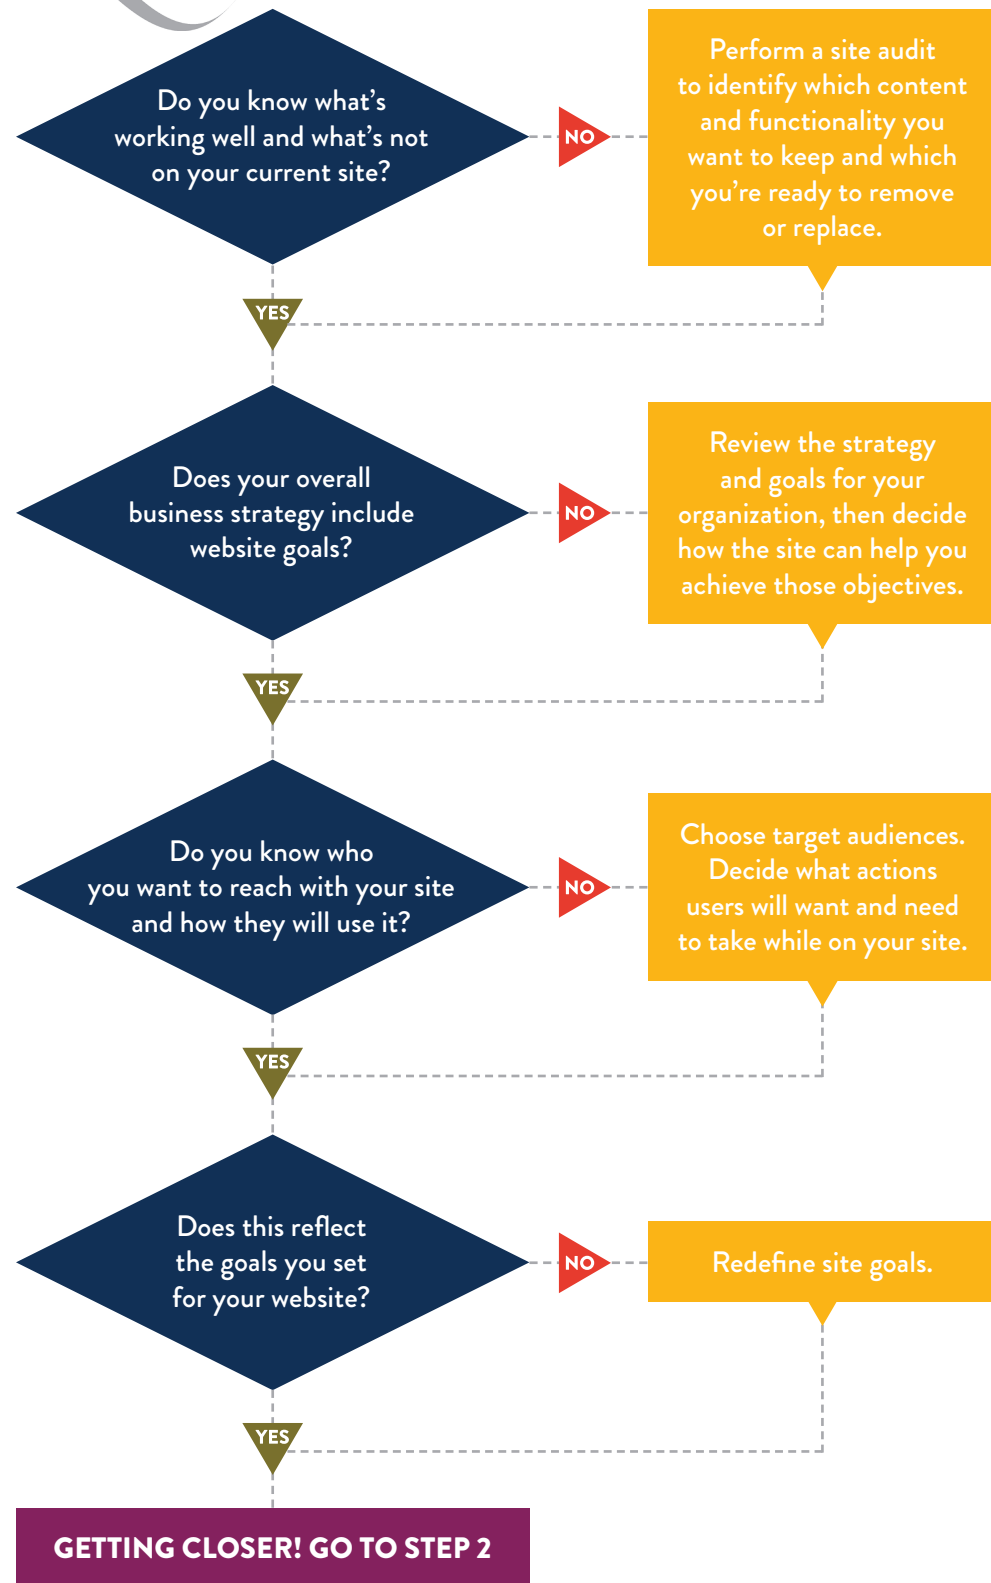 Do you know what's
working well and what's not
on your current site?
NO
Perform a site audit
to identify which content
and functionality you
want to keep and which
you're ready to remove
or replace.
YES
Does your overall
business strategy include
website goals?
NO
Review the strategy
and goals for your
organization, then decide
how the site can help you
achieve those objectives.
YES
Do you know who
you want to reach with your site
and how they will use it?
NO
Choose target audiences.
Decide what actions
users will want and need
to take while on your site.
YES
Does this reflect
the goals you set
for your website?
NO
Redefine site goals.
YES
GETTING CLOSER! GO TO STEP 2